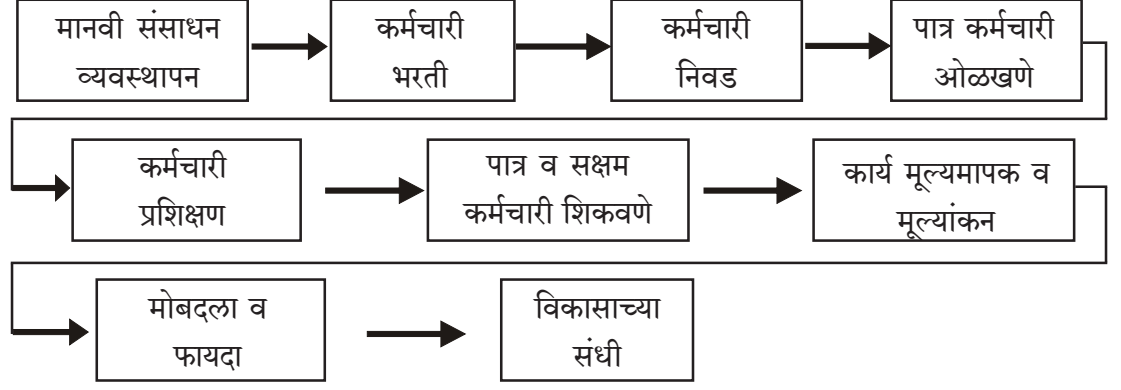 मानवी संसाधन
व्यवस्थापन
कर्मचारी
भरती
कर्मचारी
निवड
पात्र कर्मचारी
ओळखणे
कर्मचारी
प्रशिक्षण
पात्र व सक्षम
कर्मचारी शिकवणे
कार्य मूल्यमापक व
मूल्यांकन
मोबदला व
फायदा
विकासाच्या
संधी